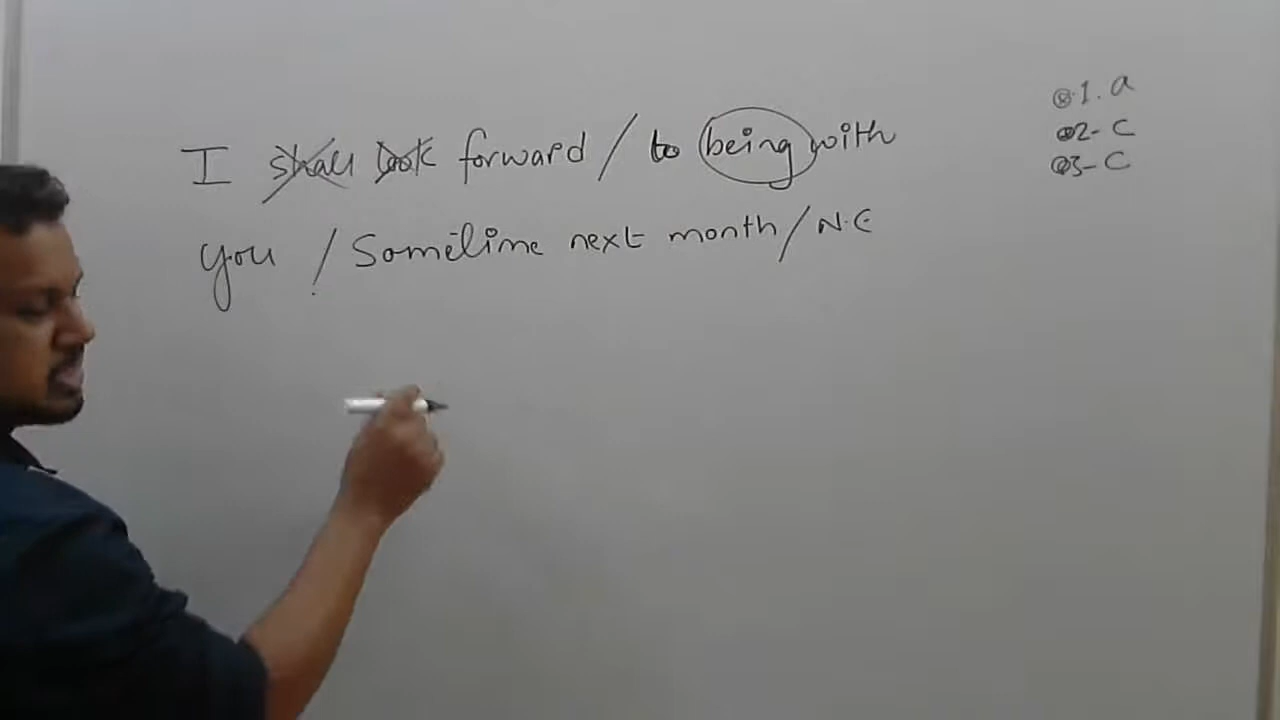 I shall look forward / to being with
you / Sometime next month / N.E
Q1. a
Q2- C
Q3- C